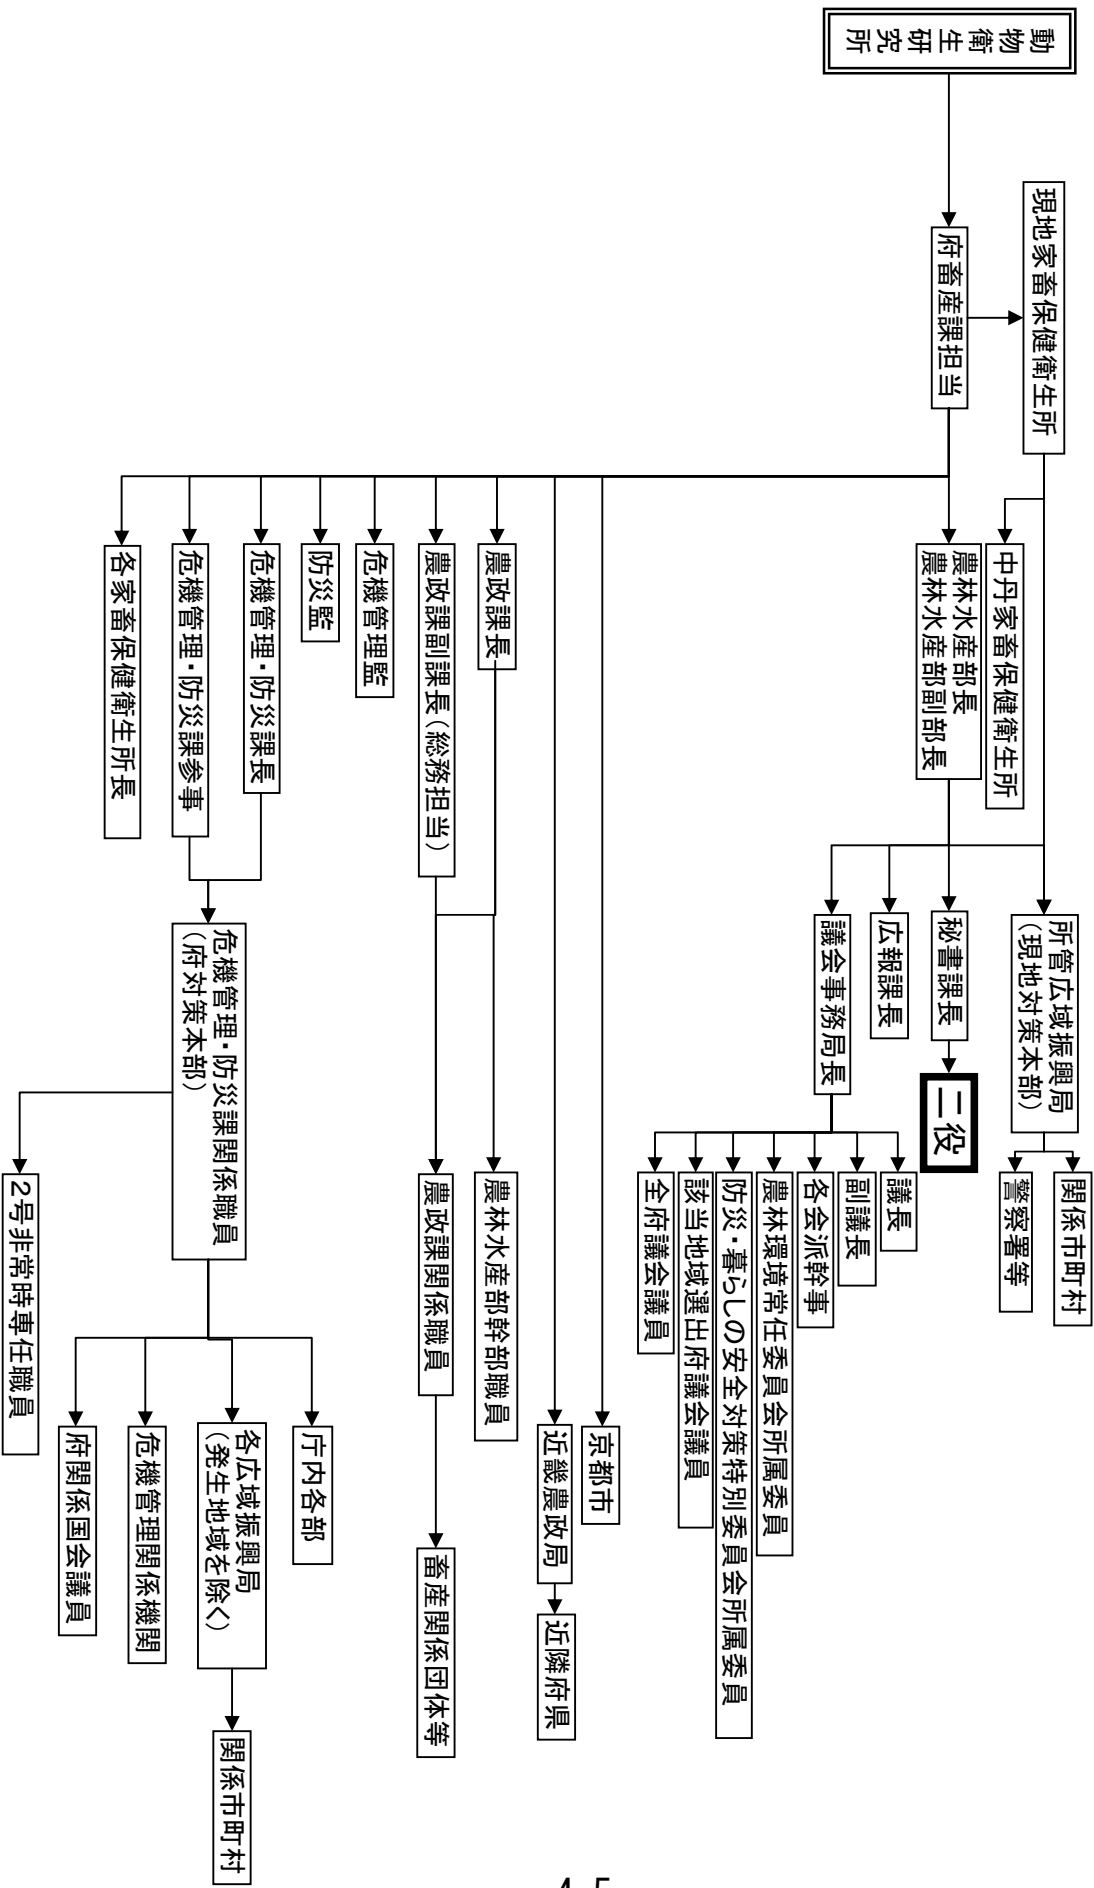 動物衛生研究所
現地家畜保健衛生所
府畜産課担当
中丹家畜保健衛生所
農林水産部長
農林水産部副部長
農政課長
農政課副課長（総務担当）
危機管理監
防災監
危機管理・防災課長
危機管理・防災課参事
各家畜保健衛生所長
所管広域振興局
（現地対策本部）
秘書課長
二役
広報課長
議会事務局長
危機管理・防災課関係職員
（府対策本部）
関係市町村
警察署等
議長
副議長
各会派幹事
農林環境常任委員会所属委員
防災・暮らしの安全対策特別委員会所属委員
該当地域選出府議会議員
全府議会議員
農林水産部幹部職員
農政課関係職員
2号非常時専任職員
京都市
近畿農政局
近隣府県
畜産関係団体等
庁内各部
各広域振興局
（発生地域を除く）
危機管理関係機関
府関係国会議員
関係市町村